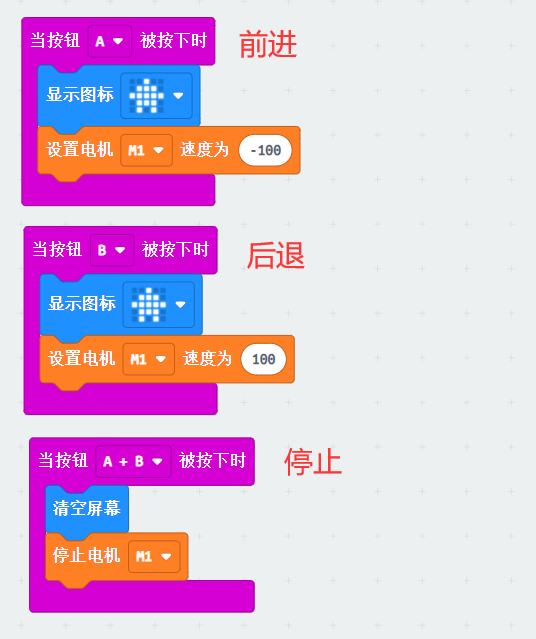 当按钮 A 被按下时 前进
显示图标
设置电机 M1 速度为 -100
当按钮 B 被按下时 后退
显示图标
设置电机 M1 速度为 100
当按钮 A + B 被按下时 停止
清空屏幕
停止电机 M1